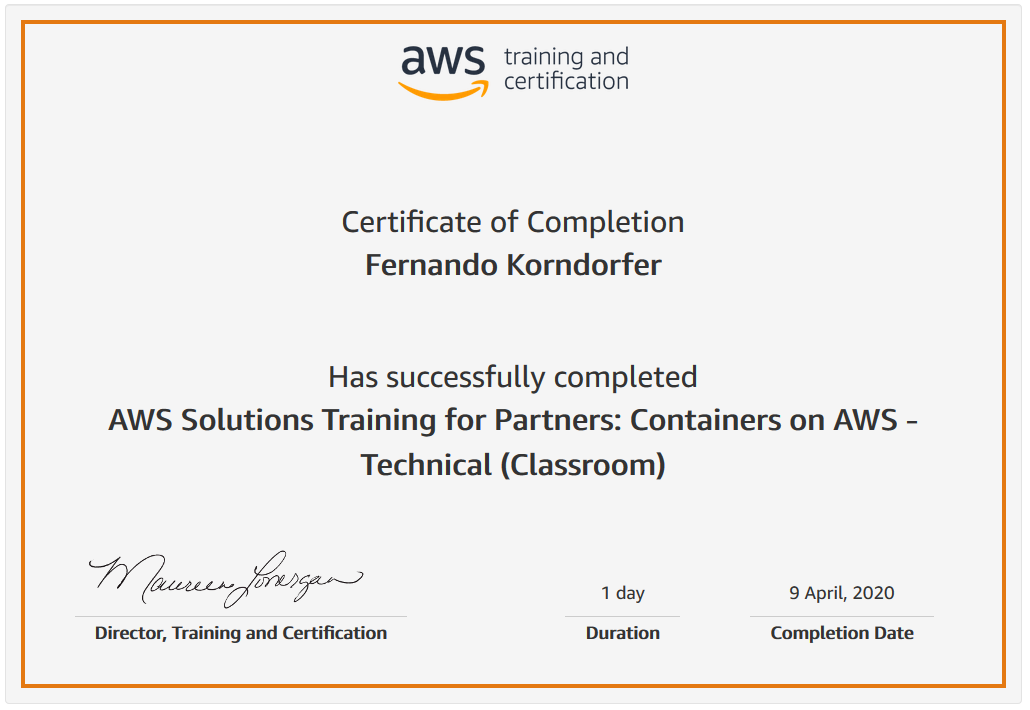 aws training and
certification
Certificate of Completion
Fernando Korndorfer
Has successfully completed
AWS Solutions Training for Partners: Containers on AWS -
Technical (Classroom)
Maureen Lonergan
1 day
9 April, 2020
Director, Training and Certification
Duration
Completion Date